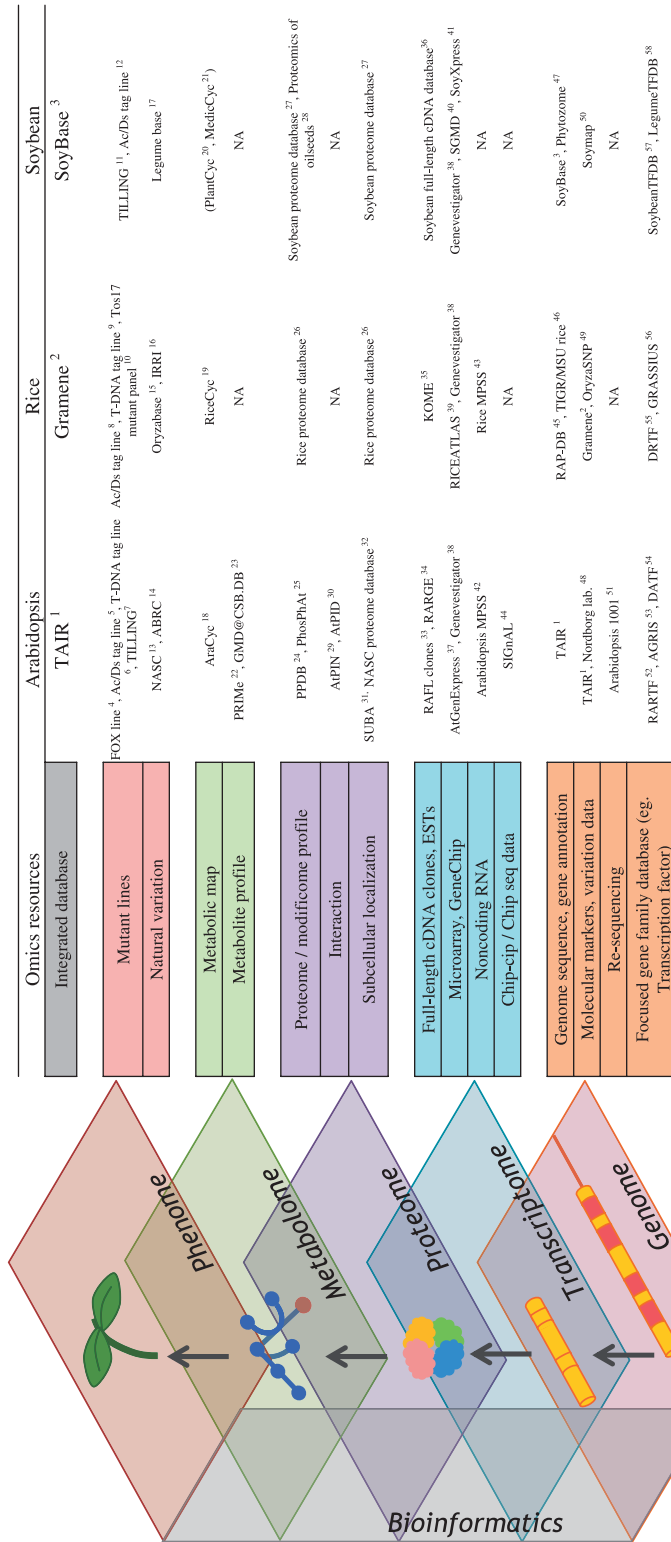 Omics resources Arabidopsis Rice Soybean
Integrated database TAIR 1 Gramene 2 SoyBase 3
Mutant lines
FOX line 4, Ac/Ds tag line 5, T-DNA tag line
6, TILLING7
Ac/Ds tag line 8, T-DNA tag line 9, Tos17
mutant panel 10
TILLING 11, Ac/Ds tag line 12
Natural variation NASC 13, ABRC 14 Oryzabase 15, IRRI 16 Legume base 17
Metabolic map AraCyc 18 RiceCyc 19 (PlantCyc 20, MedicCyc 21)
Metabolite profile PRIMe 22, GMD@CSB.DB 23 NA NA
Proteome / modificome profile PPDB 24, PhosPhAt 25 Rice proteome database 26
Soybean proteome database 27, Proteomics of
oilseeds 28
Interaction AtPIN 29, AtPID 30 NA NA
Subcellular localization SUBA 31, NASC proteome database 32 Rice proteome database 26 Soybean proteome database 27
Full-length cDNA clones, ESTs RAFL clones 33, RARGE 34 KOME 35 Soybean full-length cDNA database36
Microarray, GeneChip AtGenExpress 37, Genevestigator 38 RICEATLAS 39, Genevestigator 38 Genevestigator 38, SGMD 40, SoyXpress 41
Noncoding RNA Arabidopsis MPSS 42 Rice MPSS 43 NA
Chip-cip / Chip seq data SIGnAL 44 NA NA
Genome sequence, gene annotation TAIR 1 RAP-DB 45, TIGR/MSU rice 46 SoyBase 3, Phytozome 47
Molecular markers, variation data TAIR1, Nordborg lab. 48 Gramene2, OryzaSNP 49 Soymap 50
Re-sequencing Arabidopsis 1001 51 NA NA
Focused gene family database (eg.
Transcription factor)
RARTF 52, AGRIS 53, DATF 54 DRTF 55, GRASSIUS 56 SoybeanTFDB 57, LegumeTFDB 58
Phenome
Metabolome
Proteome
Transcriptome
Genome
Bioinformatics